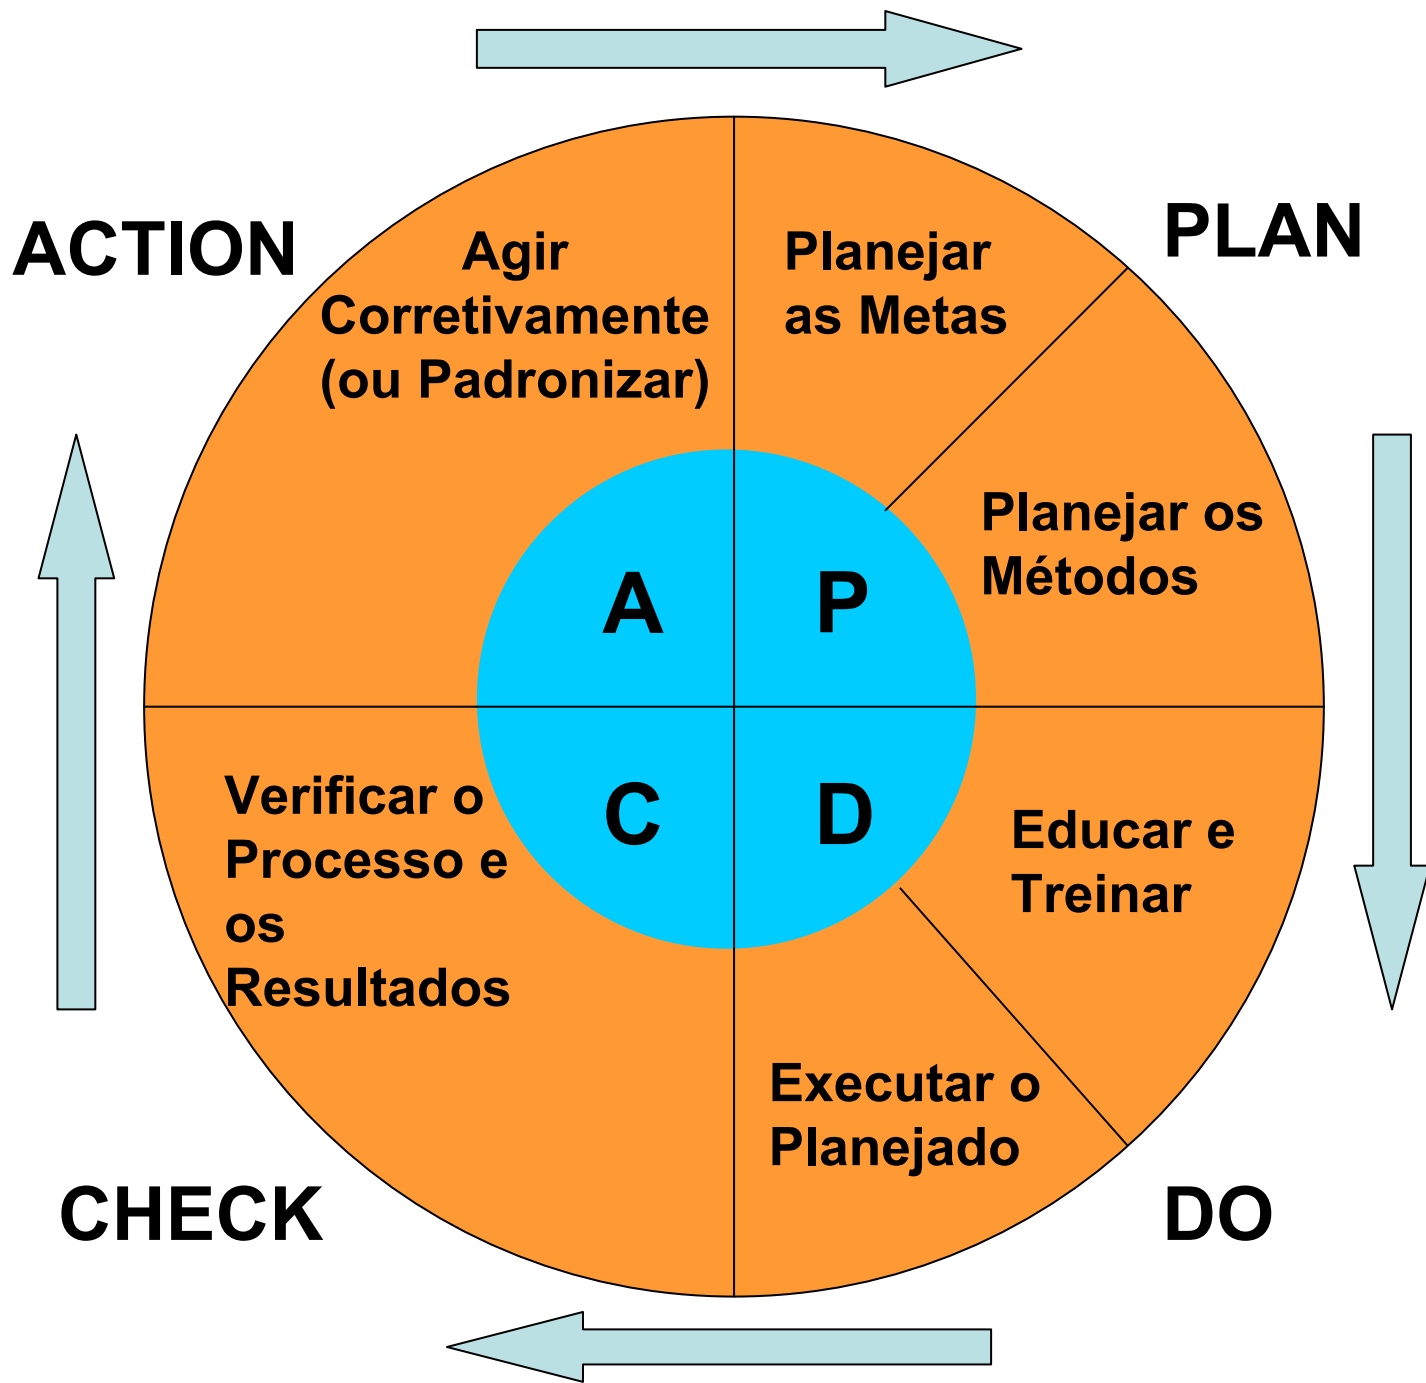 ACTION
PLAN
Agir
Corretivamente
(ou Padronizar)
Planejar
as Metas
Planejar os
Métodos
A
P
C
D
Verificar o
Processo e
os
Resultados
Educar e
Treinar
Executar o
Planejado
CHECK
DO